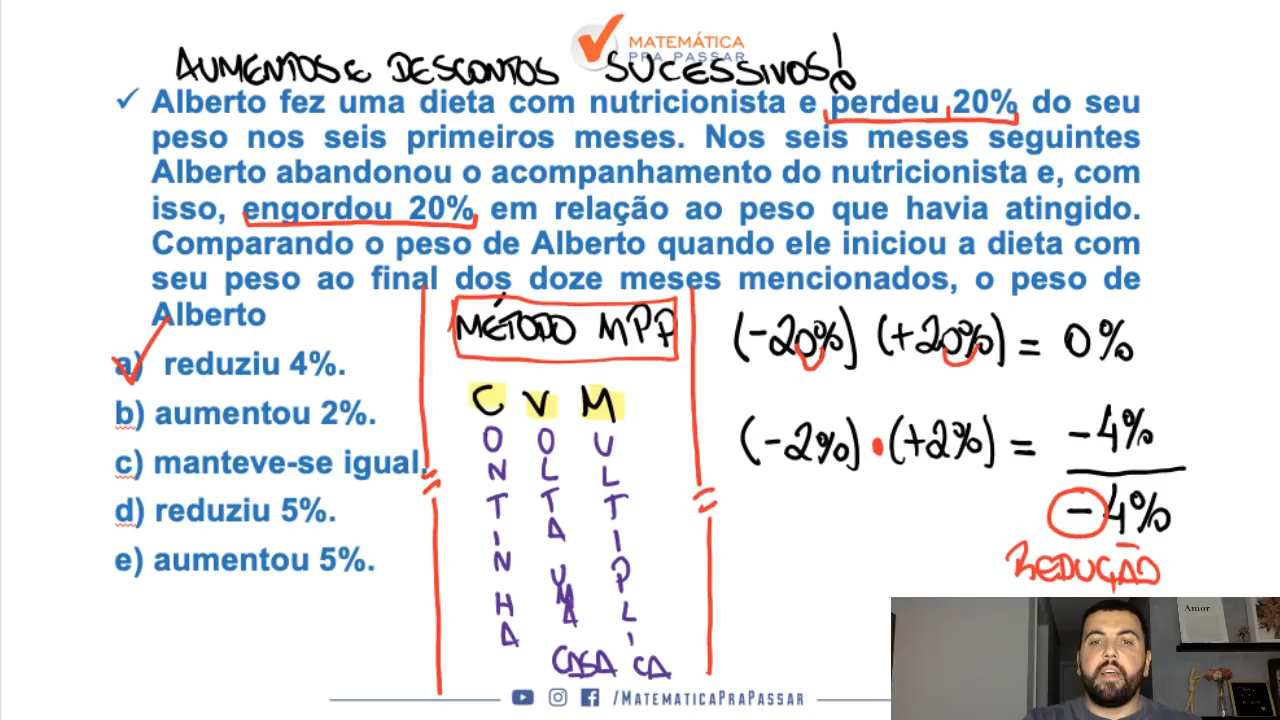 MATEMÁTICA
PRA PASSAR
AUMENTOS E DESCONTOS SUCESSIVOS!
Alberto fez uma dieta com nutricionista e perdeu 20% do seu
peso nos seis primeiros meses. Nos seis meses seguintes
Alberto abandonou o acompanhamento do nutricionista e, com
isso, engordou 20% em relação ao peso que havia atingido.
Comparando o peso de Alberto quando ele iniciou a dieta com
seu peso ao final dos doze meses mencionados, o peso de
Alberto
a) reduziu 4%.
b) aumentou 2%.
c) manteve-se igual.
d) reduziu 5%.
e) aumentou 5%.
MÉTODO MPP
C V M
CONTINHA
VOLTA UMA CASA
MULTIPLICA
(-20%) (+20%) = 0%
(-2%) • (+2%) = -4%
-4%
REDUÇÃO
Amor
/MATEMATICAPRAPASSAR